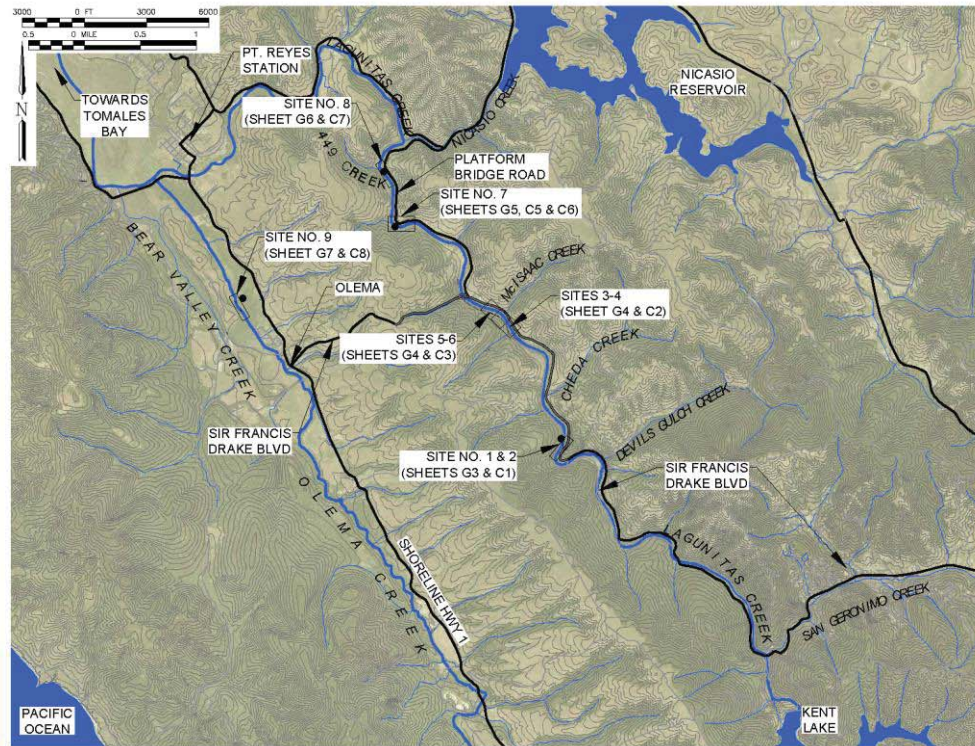 3000 0 FT 3000 6000
0.5 0 MILE 0.5 1
N
TOWARDS
TOMALES
BAY
PT. REYES
STATION
LAGUNITAS CREEK
SITE NO. 8
(SHEET G6 & C7)
449 CREEK
NICASIO CREEK
NICASIO
RESERVOIR
PLATFORM
BRIDGE ROAD
SITE NO. 7
(SHEETS G5, C5 & C6)
SITE NO. 9
(SHEET G7 & C8)
BEAR VALLEY CREEK
OLEMA
McISAAC CREEK
SITES 3-4
(SHEET G4 & C2)
SITES 5-6
(SHEETS G4 & C3)
CHEDA CREEK
SIR FRANCIS
DRAKE BLVD
SITE NO. 1 & 2
(SHEETS G3 & C1)
DEVILS GULCH CREEK
SIR FRANCIS
DRAKE BLVD
OLEMA CREEK
SHORELINE HWY 1
LAGUNITAS CREEK
SAN GERONIMO CREEK
PACIFIC
OCEAN
KENT
LAKE